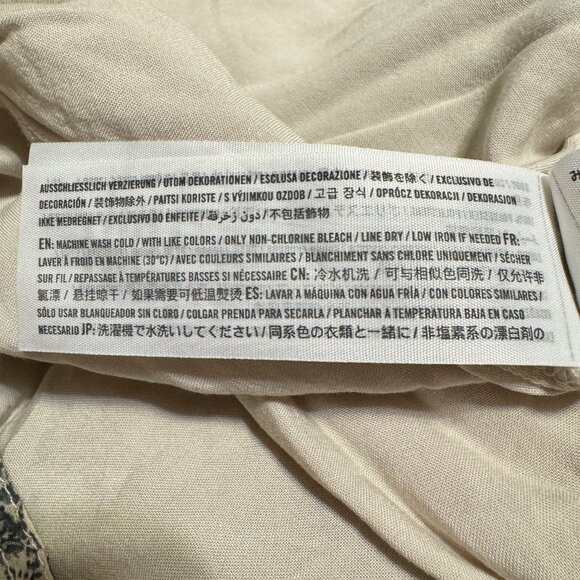 AUSSCHLIESSLICH VERZIERUNG / UTOM DEKORATIONEN / ESCLUSA DECORAZIONE / 装飾を除く / EXCLUSIVO DE
DECORACIÓN / 装饰物除外 / PAITSI KORISTE / S VÝJIMKOU OZDOB / 고급 장식 / OPRÓCZ DEKORACJI / DEKORASJON
IKKE MEDREGNET / EXCLUSIVO DO ENFEITE / دون زخرفة / 不包括飾物
EN: MACHINE WASH COLD / WITH LIKE COLORS / ONLY NON-CHLORINE BLEACH / LINE DRY / LOW IRON IF NEEDED FR:
LAVER À FROID EN MACHINE (30°C) / AVEC COULEURS SIMILAIRES / BLANCHIMENT SANS CHLORE UNIQUEMENT / SÉCHER
SUR FIL / REPASSAGE À TEMPÉRATURES BASSES SI NÉCESSAIRE CN: 冷水机洗 / 可与相似色同洗 / 仅允许非
氯漂 / 悬挂晾干 / 如果需要可低温熨烫 ES: LAVAR A MÁQUINA CON AGUA FRÍA / CON COLORES SIMILARES /
SÓLO USAR BLANQUEADOR SIN CLORO / COLGAR PRENDA PARA SECARLA / PLANCHAR A TEMPERATURA BAJA EN CASO
NECESARIO JP: 洗濯機で水洗いしてください / 同系色の衣類と一緒に / 非塩素系の漂白剤の